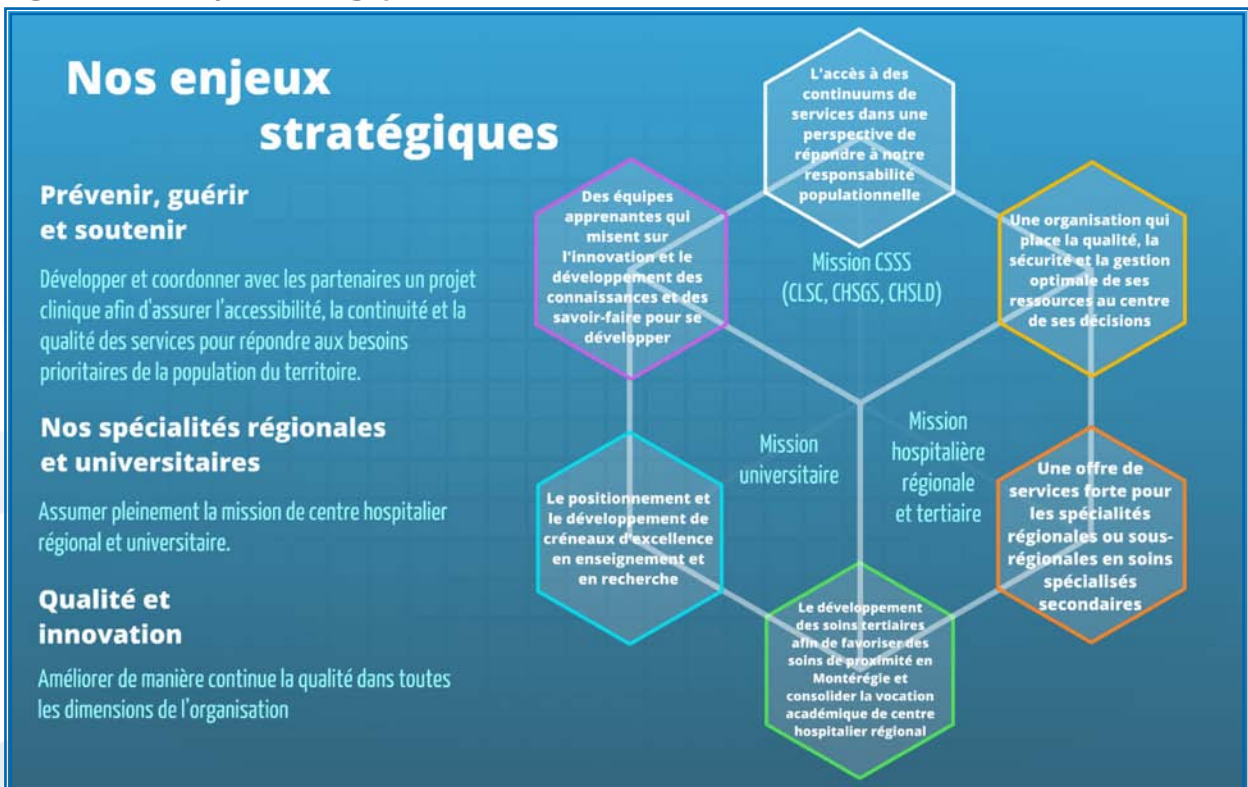 Nos enjeux
stratégiques
Prévenir, guérir
et soutenir
Développer et coordonner avec les partenaires un projet
clinique afin d'assurer l'accessibilité, la continuité et la
qualité des services pour répondre aux besoins
prioritaires de la population du territoire.
Nos spécialités régionales
et universitaires
Assumer pleinement la mission de centre hospitalier
régional et universitaire.
Qualité et
innovation
Améliorer de manière continue la qualité dans toutes
les dimensions de l'organisation
L'accès à des
continuums de
services dans une
perspective de
répondre à notre
responsabilité
populationnelle
Des équipes
apprenantes qui
misent sur
l'innovation et le
développement des
connaissances et des
savoir-faire pour se
développer
Mission CSSS
(CLSC, CHSGS, CHSLD)
Une organisation qui
place la qualité, la
sécurité et la gestion
optimale de ses
ressources au centre
de ses décisions
Mission
universitaire
Mission
hospitalière
régionale
et tertiaire
Le positionnement et
le développement de
créneaux d'excellence
en enseignement et
en recherche
Une offre de
services forte pour
les spécialités
régionales ou sous-
régionales en soins
spécialisés
secondaires
Le développement
des soins tertiaires
afin de favoriser des
soins de proximité en
Montérégie et
consolider la vocation
académique de centre
hospitalier régional